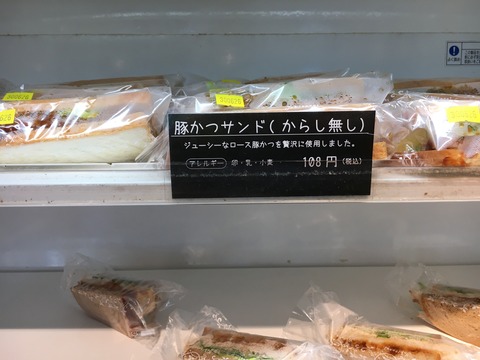 豚かつサンド(からし無し)
ジューシーなロース豚かつを贅沢に使用しました。
アレルギー 卵・乳・小麦 108円(税込)